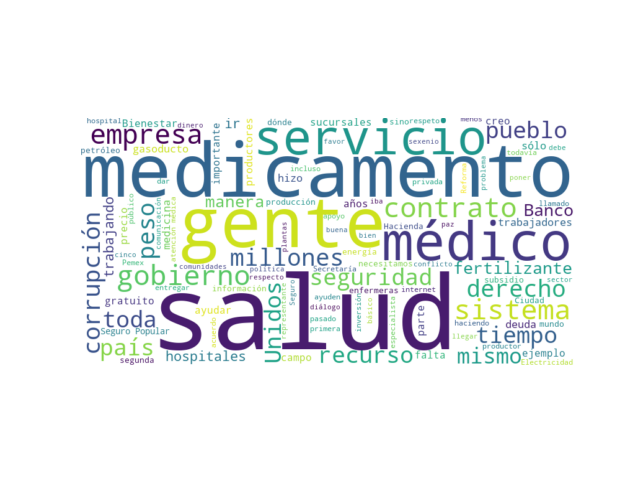 hospital
Bienestar
dinero
ir
dónde
sucursales
sino
respeto
menos
creo
empresa
importante
productores
servicio
pueblo
petróleo
gasoducto
hizo
favor
sexenio
sólo
debe
medicamento
incluso
privada
Reforma
problema
todavía
poner
dar
manera
años
iba
contrato
llamado
Banco
trabajadores
corrupción
trabajando
precio
público
peso
comunicación
medicina
atención médica
gente
producción
apoyo
plantas
buena
bien
Hacienda
paz
médico
necesitamos
conflicto
energía
millones
cinco
Pemex
comunidades
política
Secretaría
respecto
gobierno
seguridad
fertilizante
sector
entregar
información
Seguro
ayuden
enfermeras
internet
subsidio
derecho
gratuito
ayudar
salud
Unidos
representante
diálogo
inversión
básico
especialista
parte
Ciudad
sistema
toda
Seguro Popular
acuerdo
primera
pasado
haciendo
deuda
mundo
llegar
productor
tiempo
país
segunda
hospitales
campo
recurso
falta
mismo
ejemplo
Electricidad